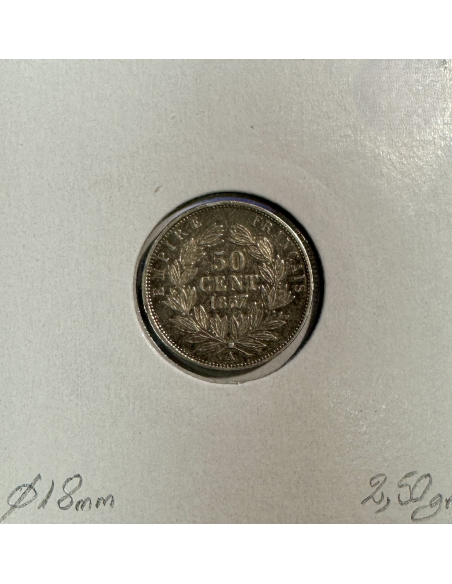 EMPIRE FRANÇAIS
50
CENT.
1857
A
Ø18mm
2,50gr